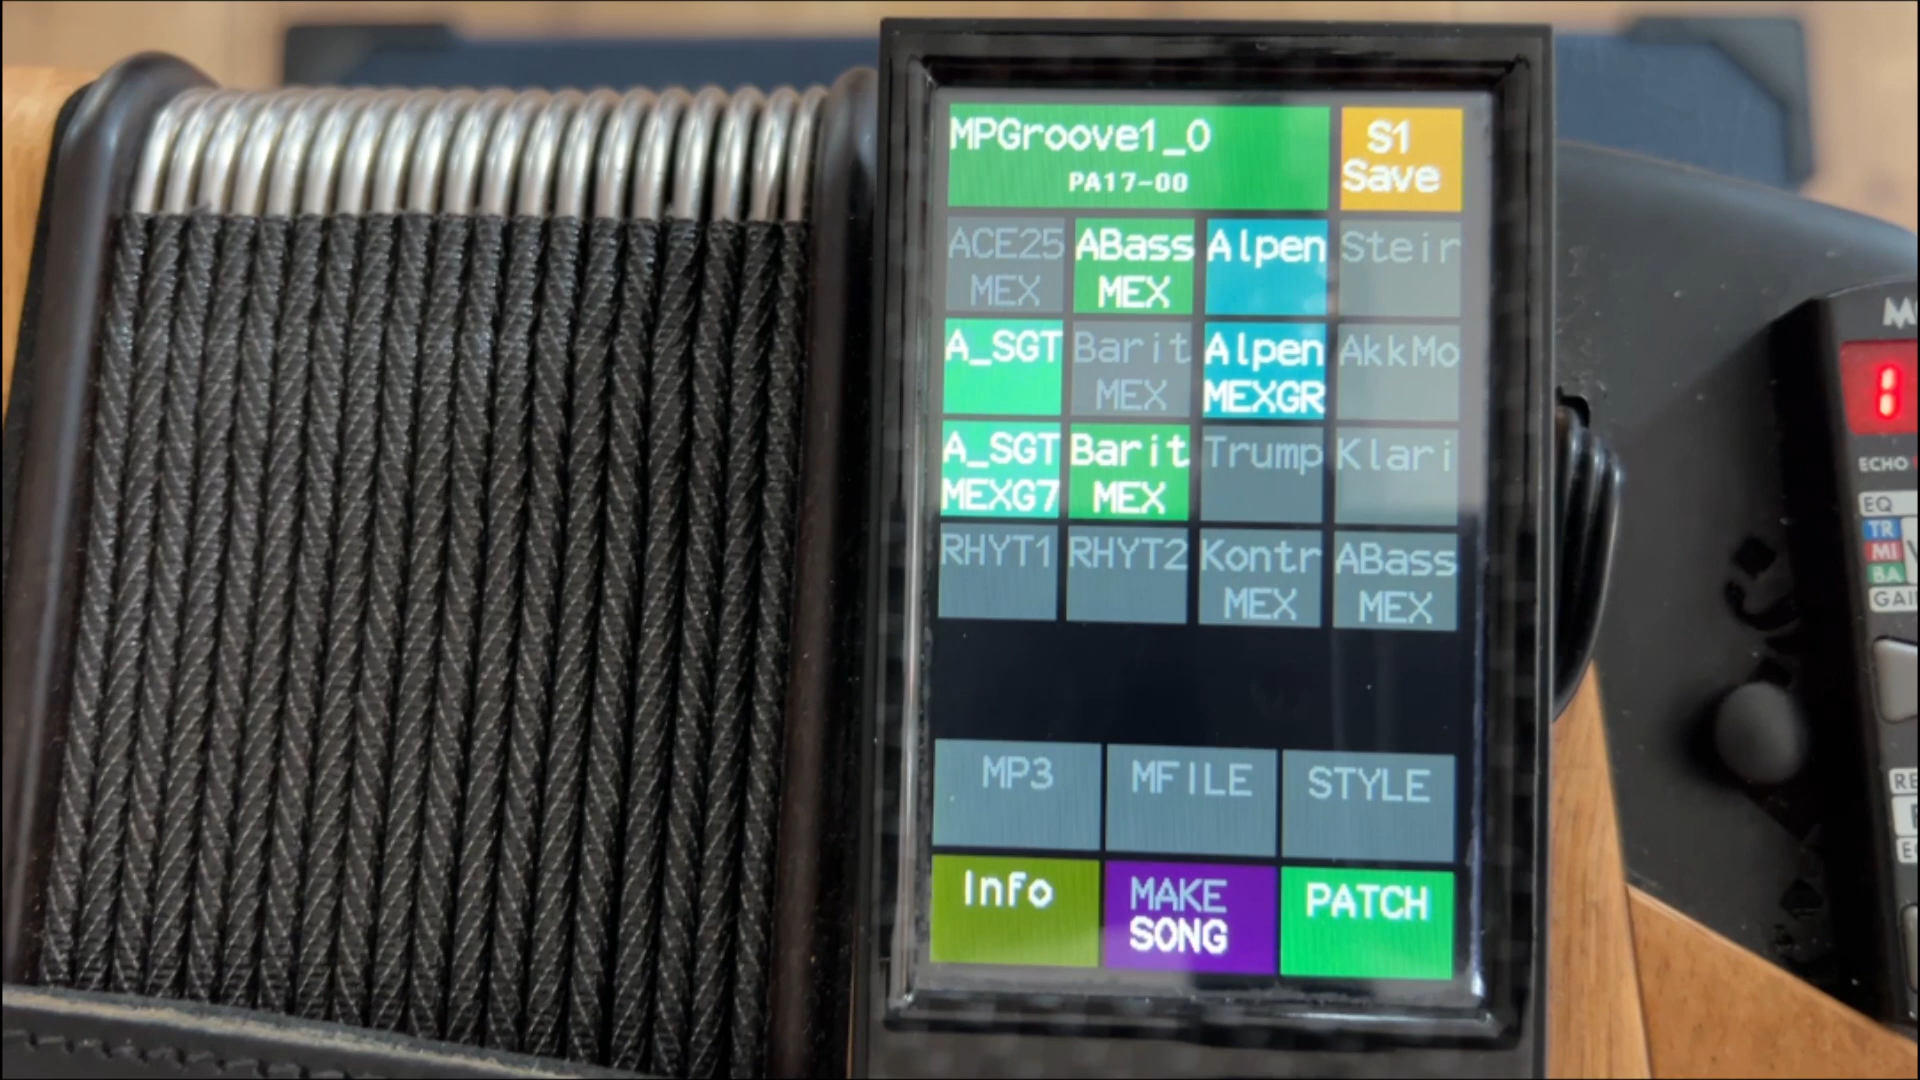 MPGroove1_0
PA17-00
S1
Save
ACE25
MEX
ABass
MEX
Alpen
Steir
A_SGT
Barit
MEX
Alpen
MEXGR
AkkMo
A_SGT
MEXG7
Barit
MEX
Trump
Klari
RHYT1
RHYT2
Kontr
MEX
ABass
MEX
MP3
MFILE
STYLE
Info
MAKE
SONG
PATCH
1
ECHO
EQ
TR
MI
BA